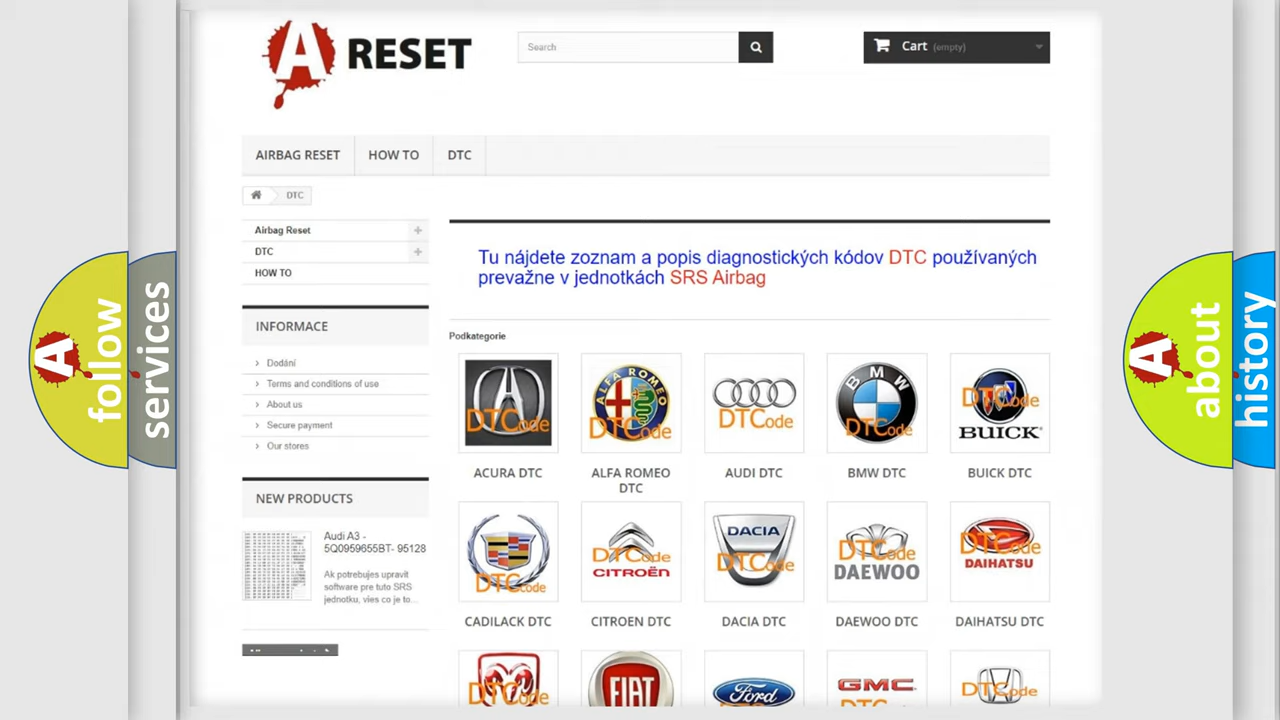 A RESET
Search
Cart (empty)
AIRBAG RESET
HOW TO
DTC
DTC
Airbag Reset
DTC
HOW TO
Tu nájdete zoznam a popis diagnostických kódov DTC používaných
prevažne v jednotkách SRS Airbag
INFORMACE
Dodání
Terms and conditions of use
About us
Secure payment
Our stores
Podkategorie
DTCode
ALFA ROMEO
DTCode
DTCode
BMW
DTCode
DTCode
BUICK
ACURA DTC
ALFA ROMEO
DTC
AUDI DTC
BMW DTC
BUICK DTC
NEW PRODUCTS
Audi A3 -
5Q0959655BT- 95128
Ak potrebujes upravit
software pre tuto SRS
jednotku, vies co je to...
DTCode
DTCode
CITROËN
DACIA
DTCode
DTCode
DAEWOO
DTCode
DAIHATSU
CADILACK DTC
CITROEN DTC
DACIA DTC
DAEWOO DTC
DAIHATSU DTC
DTCode
FIAT
Ford
GMC
DTCode
A follow
services
A about
history